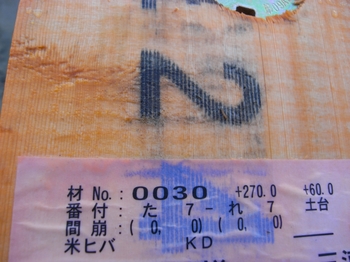 2
材 No.: 0030 +270.0 +60.0
番付: た 7-れ 7 土台
間崩:( 0, 0)( 0, 0)
米ヒバ KD